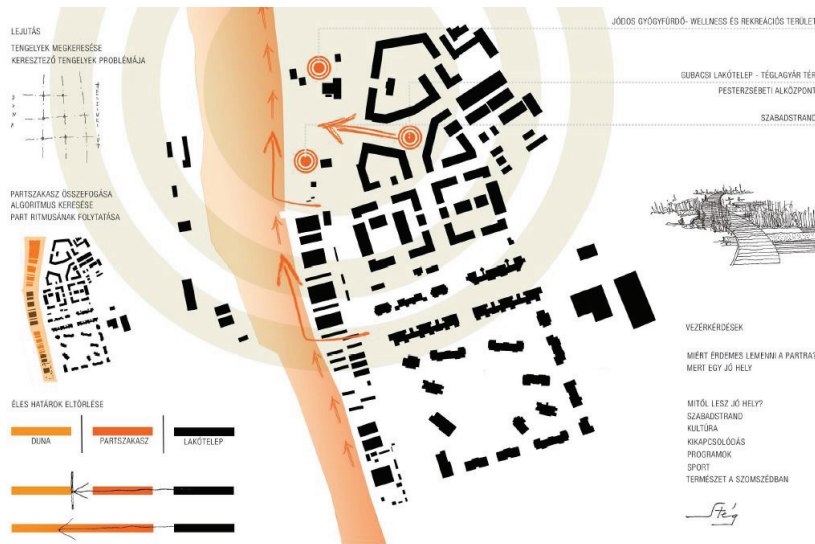 LEJUTÁS
TENGELYEK MEGKERESÉSE
KERESZTEZŐ TENGELYEK PROBLÉMÁJA
PARTSZAKASZ ÖSSZEFOGÁSA
ALGORITMUS KERESÉSE
PART RITMUSÁNAK FOLYTATÁSA
ÉLES HATÁROK ELTÖRLÉSE
DUNA
PARTSZAKASZ
LAKÓTELEP
JÓDOS GYÓGYFÜRDŐ- WELLNESS ÉS REKREÁCIÓS TERÜLET
GUBACSI LAKÓTELEP - TÉGLAGYÁR TÉR
PESTERZSÉBETI ALKÖZPONT
SZABADSTRAND
VEZÉRKÉRDÉSEK
MIÉRT ÉRDEMES LEMENNI A PARTRA?
MERT EGY JÓ HELY
MITŐL LESZ JÓ HELY?
SZABADSTRAND
KULTÚRA
KIKAPCSOLÓDÁS
PROGRAMOK
SPORT
TERMÉSZET A SZOMSZÉDBAN
Stég